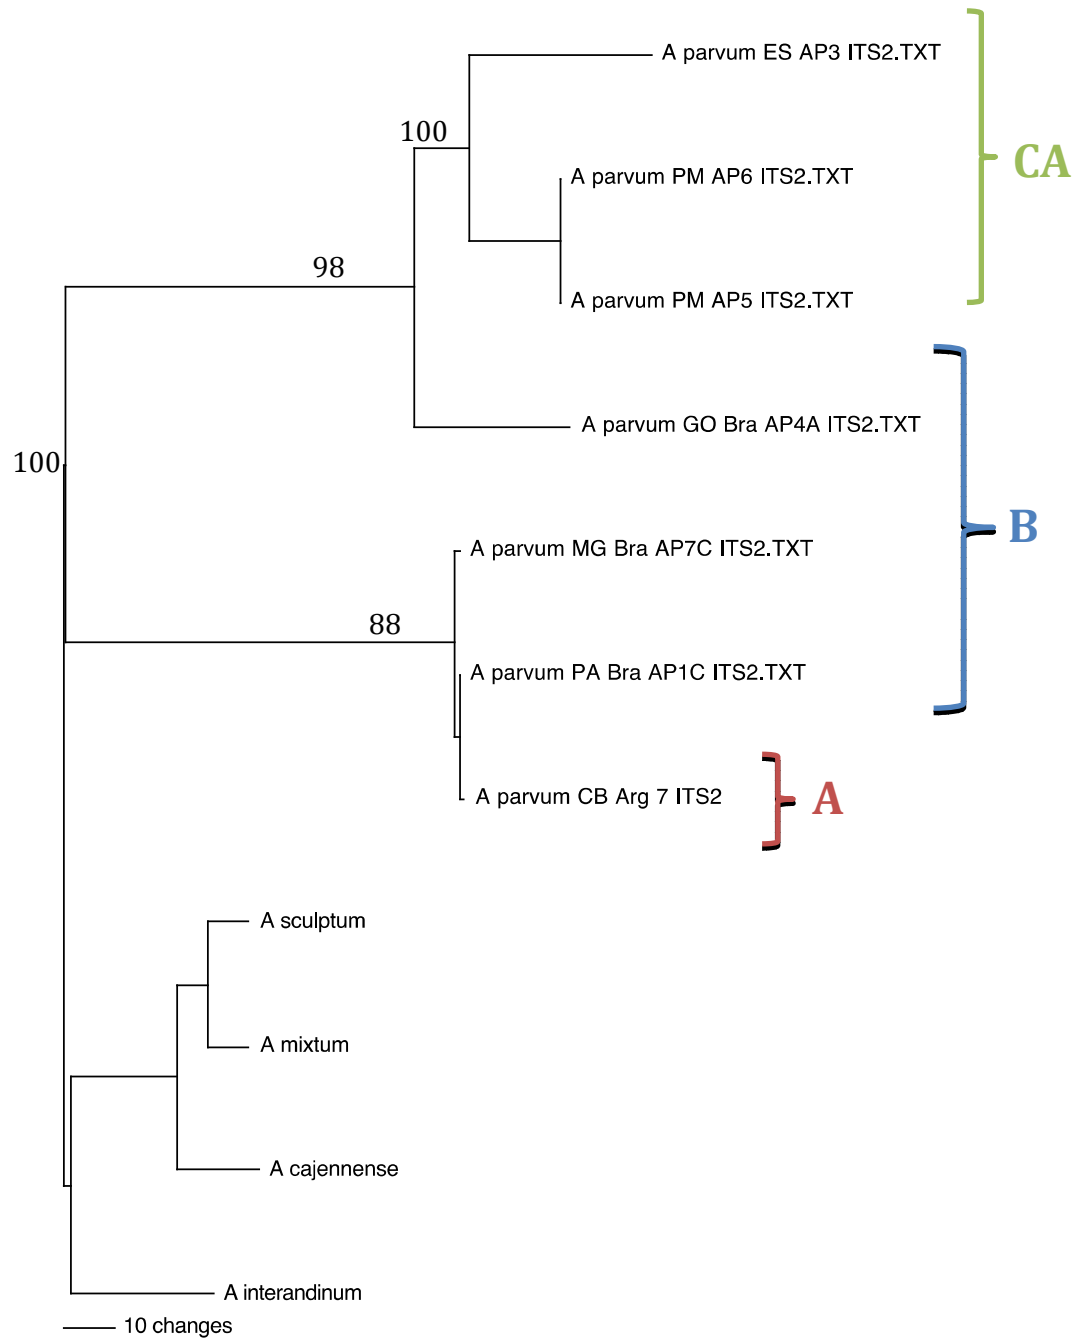 A parvum ES AP3 ITS2.TXT
100
CA
A parvum PM AP6 ITS2.TXT
98
A parvum PM AP5 ITS2.TXT
A parvum GO Bra AP4A ITS2.TXT
100
B
A parvum MG Bra AP7C ITS2.TXT
88
A parvum PA Bra AP1C ITS2.TXT
A parvum CB Arg 7 ITS2
A
A sculptum
A mixtum
A cajennense
A interandinum
10 changes